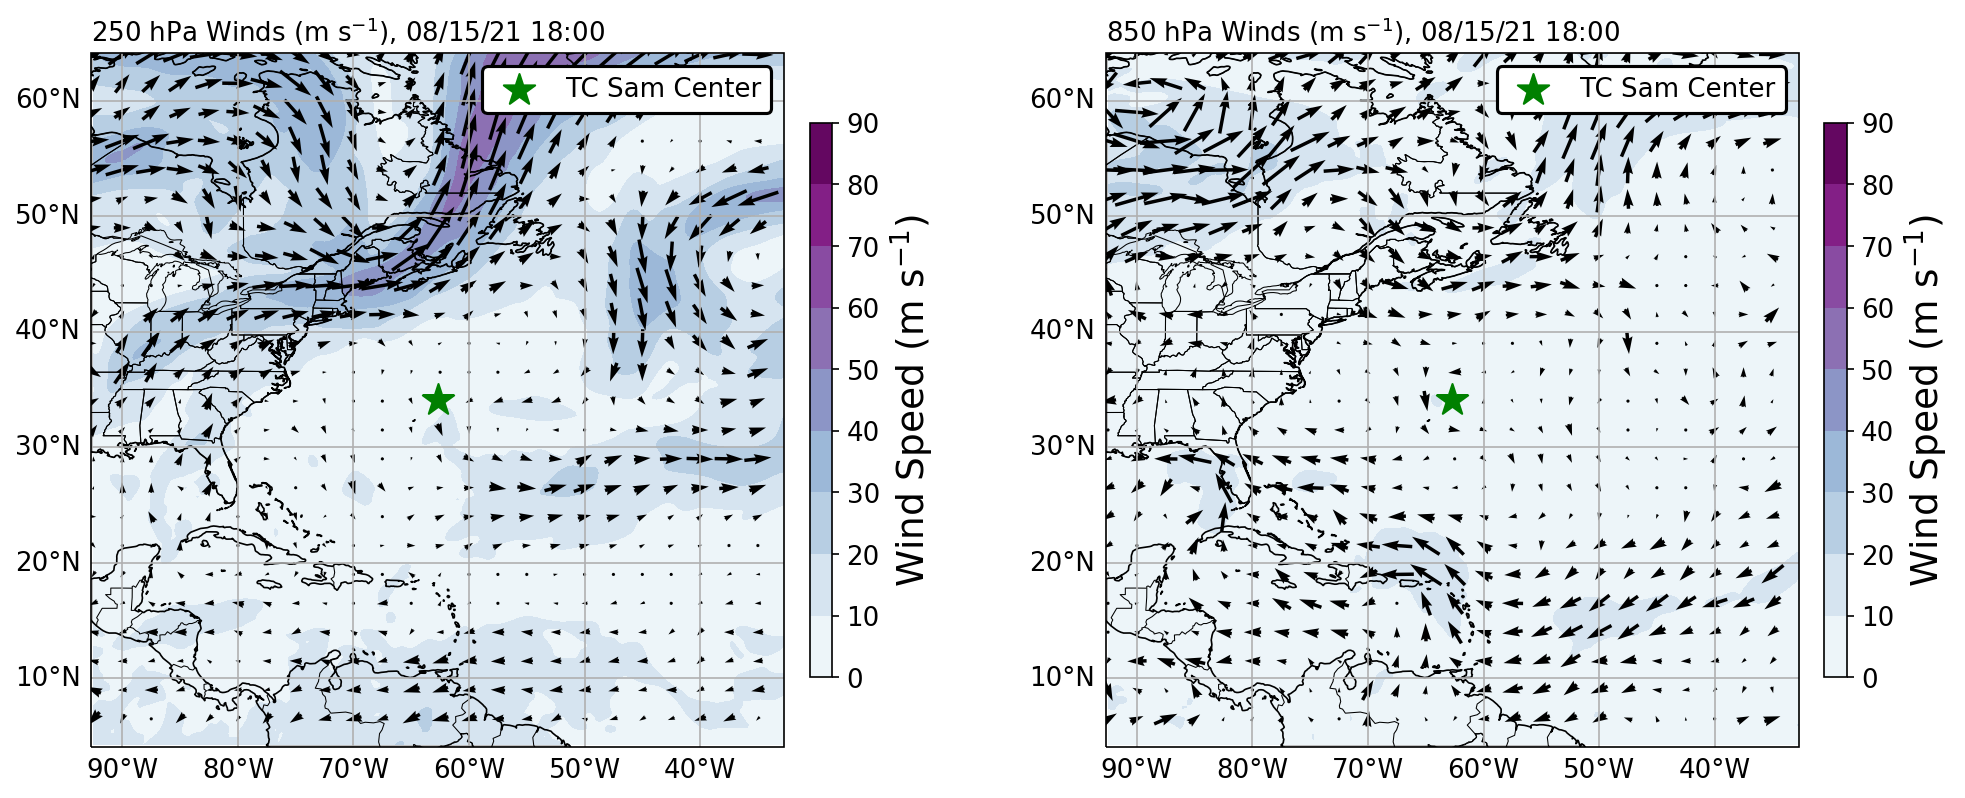 250 hPa Winds (m s⁻¹), 08/15/21 18:00
TC Sam Center
60°N
50°N
40°N
30°N
20°N
10°N
90°W 80°W 70°W 60°W 50°W 40°W
90
80
70
60
50
40
30
20
10
0
Wind Speed (m s⁻¹)
850 hPa Winds (m s⁻¹), 08/15/21 18:00
TC Sam Center
60°N
50°N
40°N
30°N
20°N
10°N
90°W 80°W 70°W 60°W 50°W 40°W
90
80
70
60
50
40
30
20
10
0
Wind Speed (m s⁻¹)